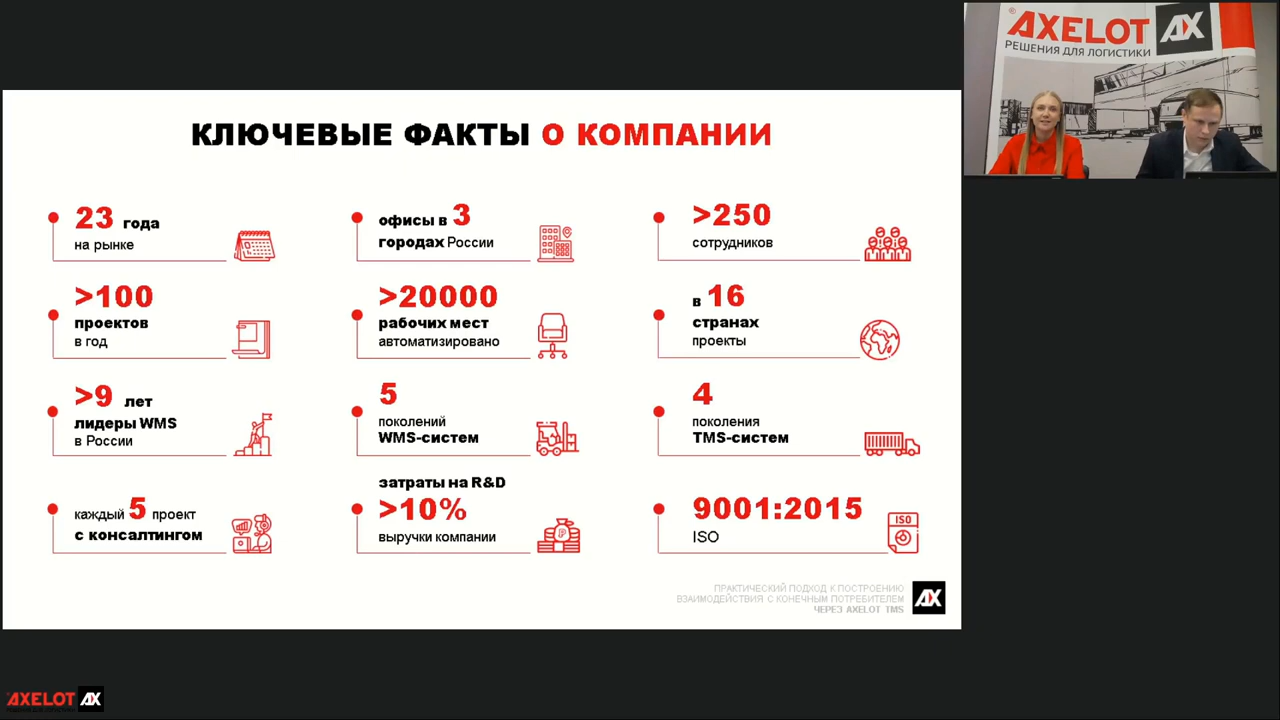 КЛЮЧЕВЫЕ ФАКТЫ О КОМПАНИИ
23 года
на рынке
офисы в 3
городах России
>250
сотрудников
>100
проектов
в год
>20000
рабочих мест
автоматизировано
в 16
странах
проекты
>9 лет
лидеры WMS
в России
5
поколений
WMS-систем
4
поколения
TMS-систем
каждый 5 проект
с консалтингом
затраты на R&D
>10%
выручки компании
9001:2015
ISO
ISO
ПРАКТИЧЕСКИЙ ПОДХОД К ПОСТРОЕНИЮ
ВЗАИМОДЕЙСТВИЯ С КОНЕЧНЫМ ПОТРЕБИТЕЛЕМ
ЧЕРЕЗ AXELOT TMS
AX
®AXELOT AX
РЕШЕНИЯ ДЛЯ ЛОГИСТИКИ
AXELOT AX